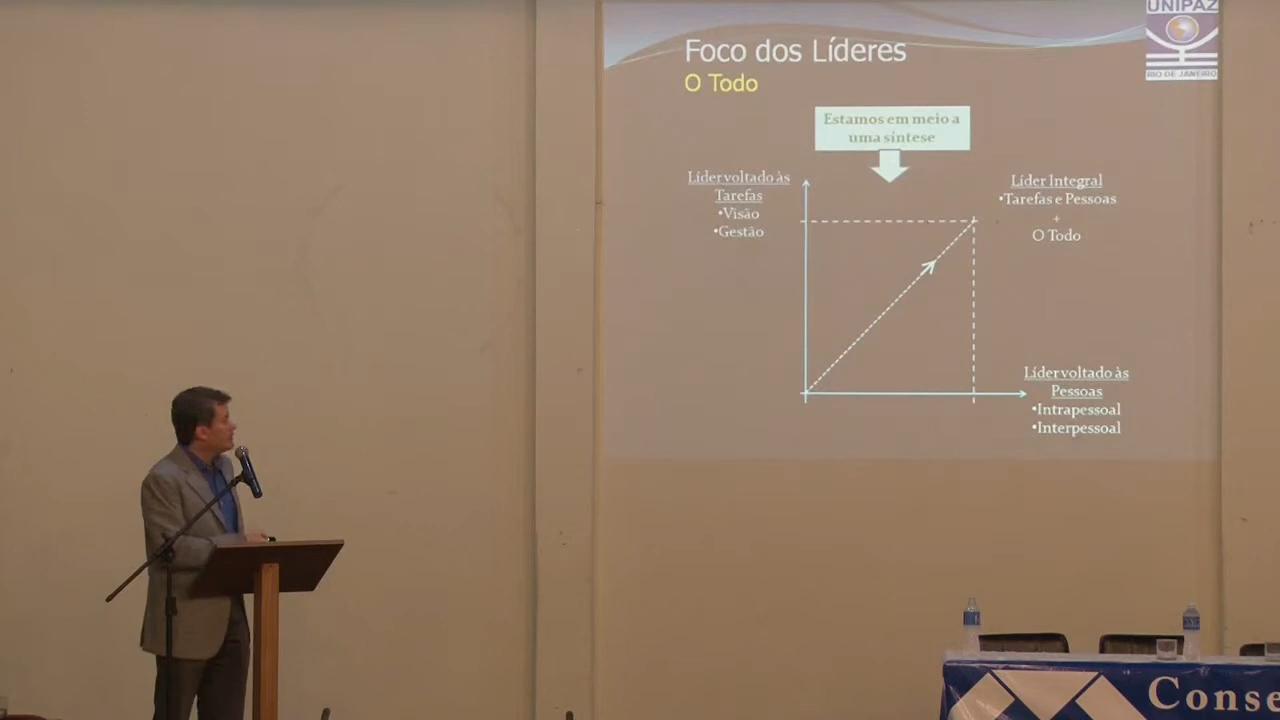 UNIPAZ
RIO DE JANEIRO
Foco dos Líderes
O Todo
Estamos em meio a
uma síntese
Líder voltado às
Tarefas
•Visão
•Gestão
Líder Integral
•Tarefas e Pessoas
+
O Todo
Líder voltado às
Pessoas
•Intrapessoal
•Interpessoal
Conse